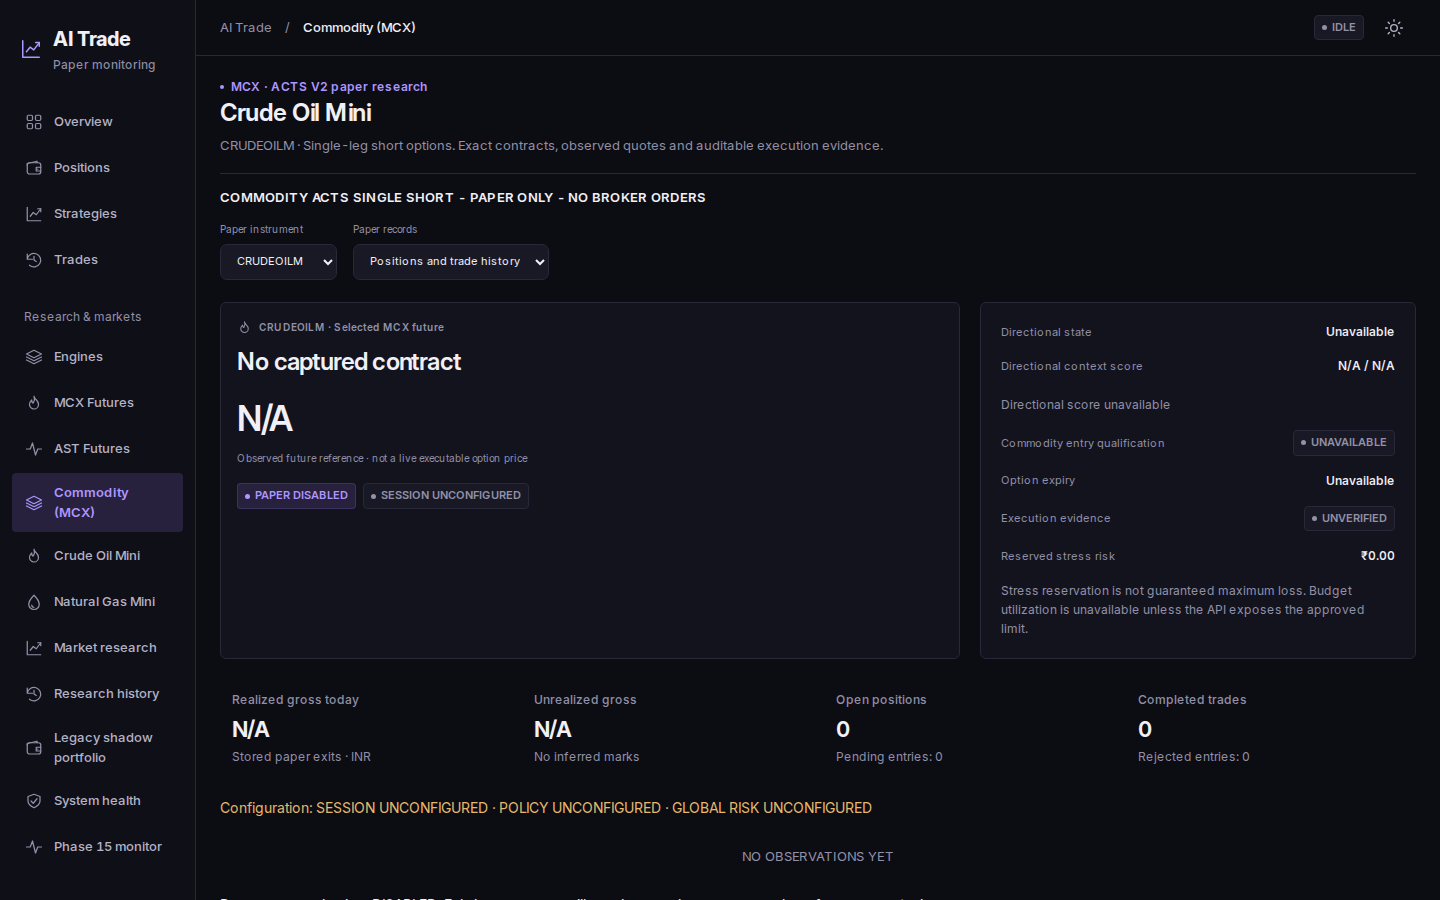 AI Trade
Paper monitoring
Overview
Positions
Strategies
Trades
Research & markets
Engines
MCX Futures
AST Futures
Commodity
(MCX)
Crude Oil Mini
Natural Gas Mini
Market research
Research history
Legacy shadow
portfolio
System health
Phase 15 monitor
AI Trade / Commodity (MCX)
IDLE
MCX · ACTS V2 paper research
Crude Oil Mini
CRUDEOILM · Single-leg short options. Exact contracts, observed quotes and auditable execution evidence.
COMMODITY ACTS SINGLE SHORT - PAPER ONLY - NO BROKER ORDERS
Paper instrument
CRUDEOILM
Paper records
Positions and trade history
CRUDEOILM · Selected MCX future
No captured contract
N/A
Observed future reference · not a live executable option price
PAPER DISABLED
SESSION UNCONFIGURED
Directional state Unavailable
Directional context score N/A / N/A
Directional score unavailable
Commodity entry qualification UNAVAILABLE
Option expiry Unavailable
Execution evidence UNVERIFIED
Reserved stress risk ₹0.00
Stress reservation is not guaranteed maximum loss. Budget
utilization is unavailable unless the API exposes the approved
limit.
Realized gross today
N/A
Stored paper exits · INR
Unrealized gross
N/A
No inferred marks
Open positions
0
Pending entries: 0
Completed trades
0
Rejected entries: 0
Configuration: SESSION UNCONFIGURED · POLICY UNCONFIGURED · GLOBAL RISK UNCONFIGURED
NO OBSERVATIONS YET